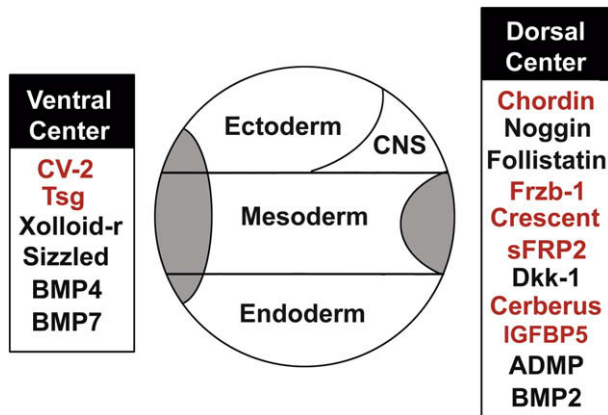 Ventral
Center
CV-2
Tsg
Xolloid-r
Sizzled
BMP4
BMP7
Ectoderm
CNS
Mesoderm
Endoderm
Dorsal
Center
Chordin
Noggin
Follistatin
Frzb-1
Crescent
sFRP2
Dkk-1
Cerberus
IGFBP5
ADMP
BMP2